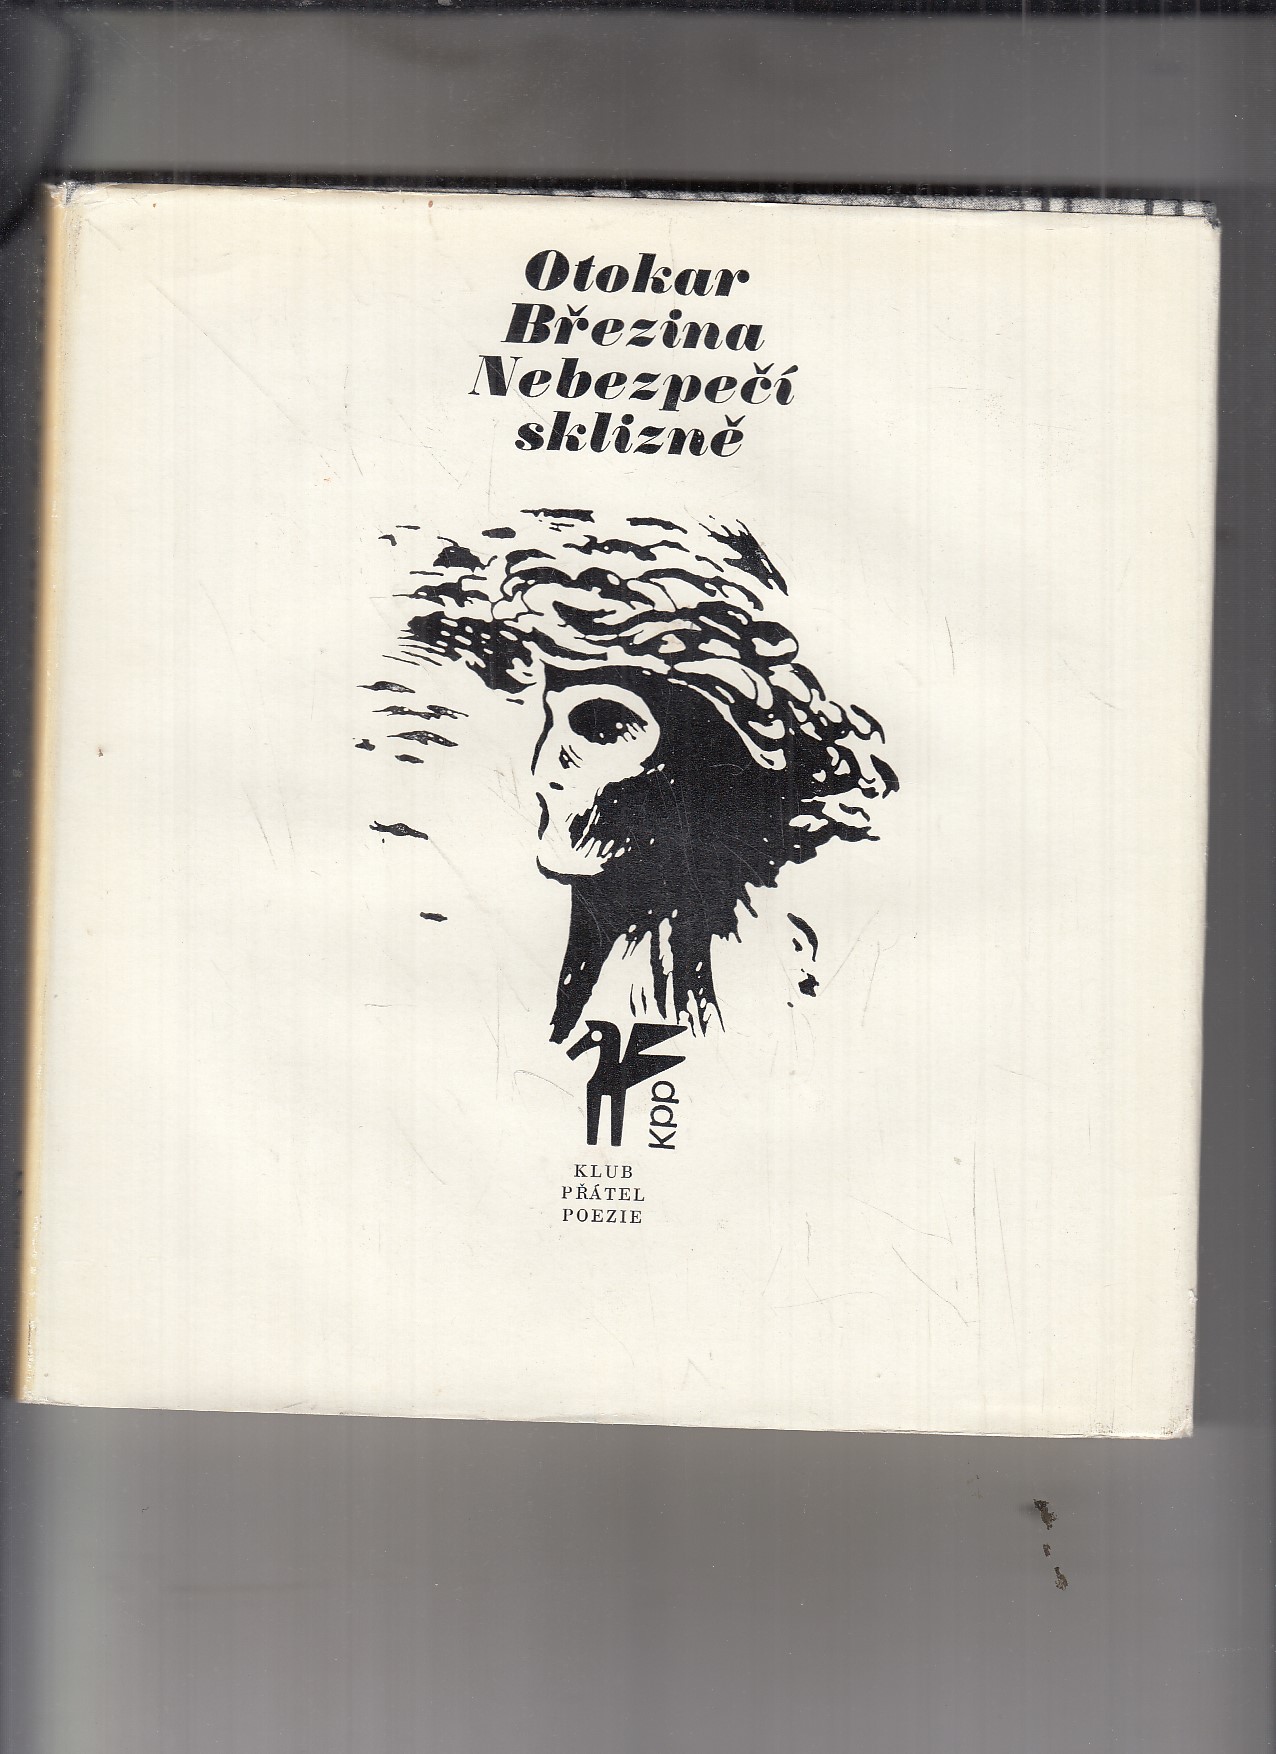 Otokar
Březina
Nebezpečí
sklizně
kpp
KLUB
PŘÁTEL
POEZIE